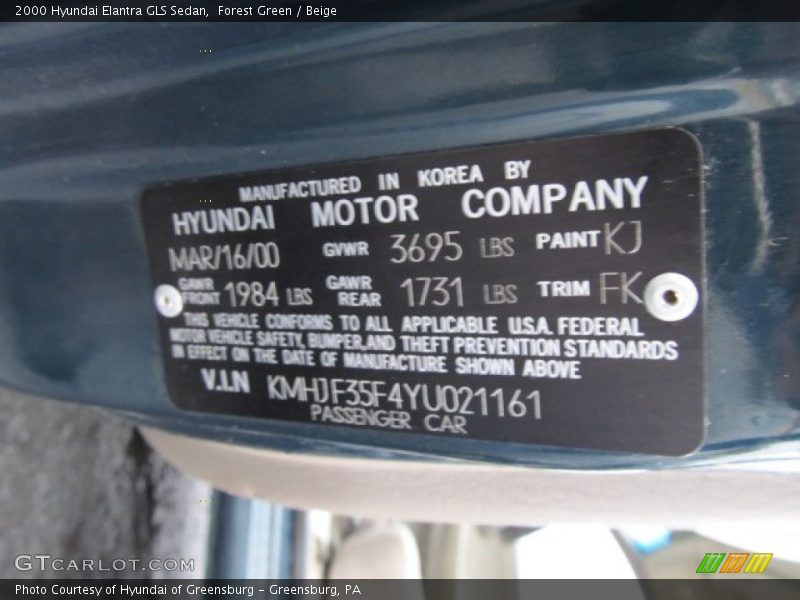 2000 Hyundai Elantra GLS Sedan,  Forest Green / Beige
MANUFACTURED IN KOREA BY
HYUNDAI MOTOR COMPANY
MAR/16/00 GVWR 3695 LBS PAINT KJ
GAWR FRONT 1984 LBS GAWR REAR 1731 LBS TRIM FK
THIS VEHICLE CONFORMS TO ALL APPLICABLE U.S.A. FEDERAL
MOTOR VEHICLE SAFETY, BUMPER, AND THEFT PREVENTION STANDARDS
IN EFFECT ON THE DATE OF MANUFACTURE SHOWN ABOVE
V.I.N KMHJF35F4YU021161
PASSENGER CAR
GTCARLOT.COM
Photo Courtesy of Hyundai of Greensburg - Greensburg, PA